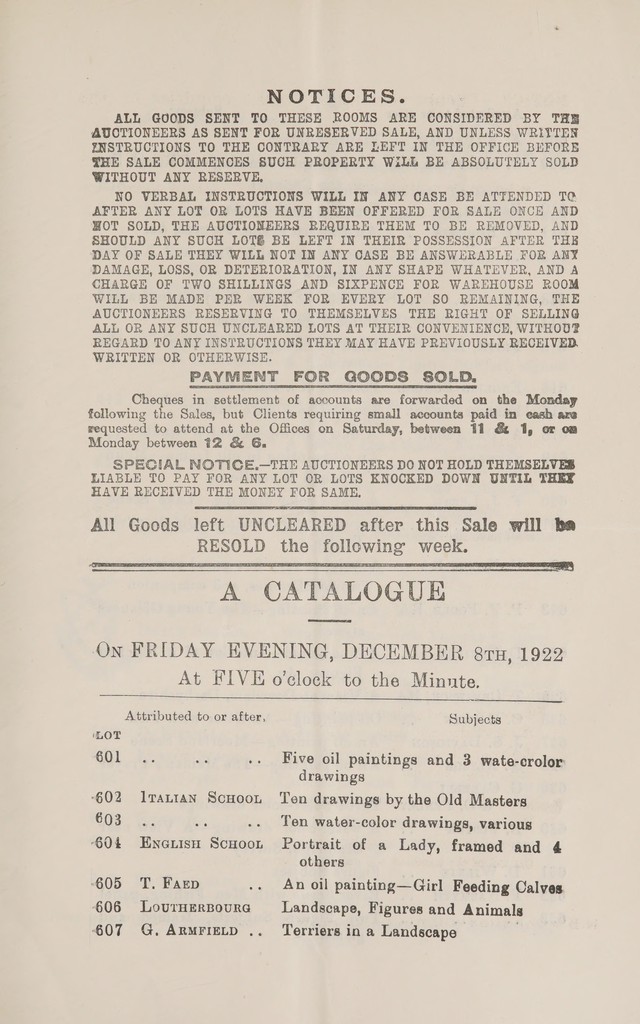 NOTICES.
ALL GOODS SENT TO THESE ROOMS ARE CONSIDERED BY THE
AUCTIONEERS AS SENT FOR UNRESERVED SALE, AND UNLESS WRITTEN
INSTRUCTIONS TO THE CONTRARY ARE LEFT IN THE OFFICE BEFORE
THE SALE COMMENCES SUCH PROPERTY WILL BE ABSOLUTELY SOLD
WITHOUT ANY RESERVE.
NO VERBAL INSTRUCTIONS WILL IN ANY CASE BE ATTENDED TO
AFTER ANY LOT OR LOTS HAVE BEEN OFFERED FOR SALE ONCE AND
NOT SOLD, THE AUCTIONEERS REQUIRE THEM TO BE REMOVED, AND
SHOULD ANY SUCH LOTS BE LEFT IN THEIR POSSESSION AFTER THE
DAY OF SALE THEY WILL NOT IN ANY CASE BE ANSWERABLE FOR ANY
DAMAGE, LOSS, OR DETERIORATION, IN ANY SHAPE WHATEVER, AND A
CHARGE OF TWO SHILLINGS AND SIXPENCE FOR WAREHOUSE ROOM
WILL BE MADE PER WEEK FOR EVERY LOT SO REMAINING, THE
AUCTIONEERS RESERVING TO THEMSELVES THE RIGHT OF SELLING
ALL OR ANY SUCH UNCLEARED LOTS AT THEIR CONVENIENCE, WITHOUT
REGARD TO ANY INSTRUCTIONS THEY MAY HAVE PREVIOUSLY RECEIVED.
WRITTEN OR OTHERWISE.
PAYMENT FOR GOODS SOLD.
Cheques in settlement of accounts are forwarded on the Monday
following the Sales, but Clients requiring small accounts paid in cash are
requested to attend at the Offices on Saturday, between 11 & 1, or on
Monday between 12 & 6.
SPECIAL NOTICE.—THE AUCTIONEERS DO NOT HOLD THEMSELVES
LIABLE TO PAY FOR ANY LOT OR LOTS KNOCKED DOWN UNTIL THEY
HAVE RECEIVED THE MONEY FOR SAME.
All Goods left UNCLEARED after this Sale will be
RESOLD the following week.
A CATALOGUE
ON FRIDAY EVENING, DECEMBER 8TH, 1922
At FIVE o'clock to the Minute.
Attributed to or after. Subjects
LOT
601 .. .. .. Five oil paintings and 3 wate-crolor
drawings
602 ITALIAN SCHOOL Ten drawings by the Old Masters
603 .. .. .. Ten water-color drawings, various
604 ENGLISH SCHOOL Portrait of a Lady, framed and 4
others
605 T. FAED .. An oil painting—Girl Feeding Calves
606 LOUTHERBOURG Landscape, Figures and Animals
607 G. ARMFIELD .. Terriers in a Landscape